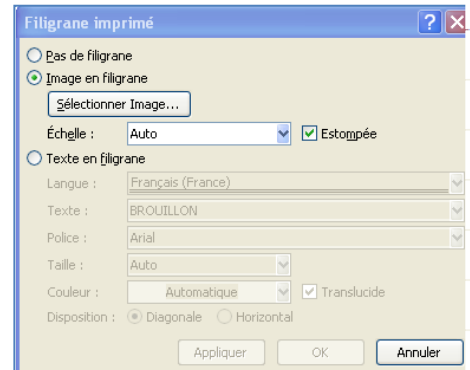 Filigrane imprimé
Pas de filigrane
Image en filigrane
Sélectionner Image...
Échelle : Auto Estompée
Texte en filigrane
Langue : Français (France)
Texte : BROUILLON
Police : Arial
Taille : Auto
Couleur : Automatique Translucide
Disposition : Diagonale Horizontal
Appliquer OK Annuler